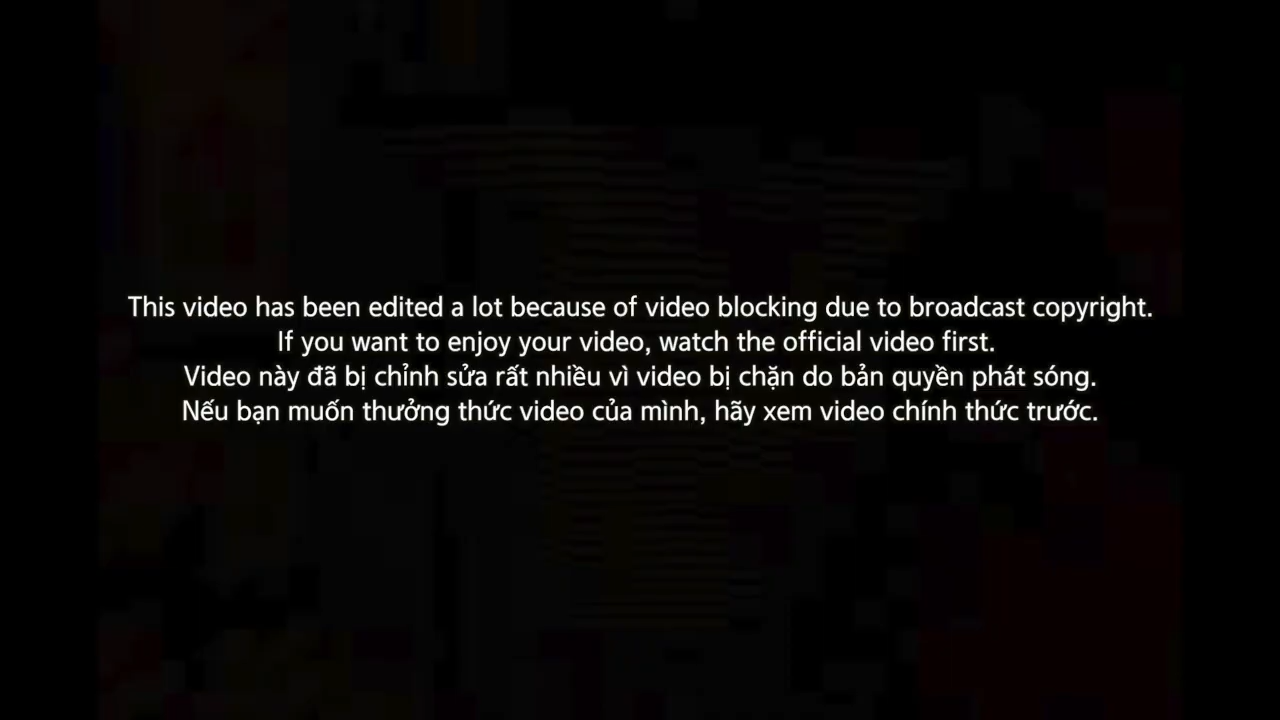 This video has been edited a lot because of video blocking due to broadcast copyright.
If you want to enjoy your video, watch the official video first.
Video này đã bị chỉnh sửa rất nhiều vì video bị chặn do bản quyền phát sóng.
Nếu bạn muốn thưởng thức video của mình, hãy xem video chính thức trước.